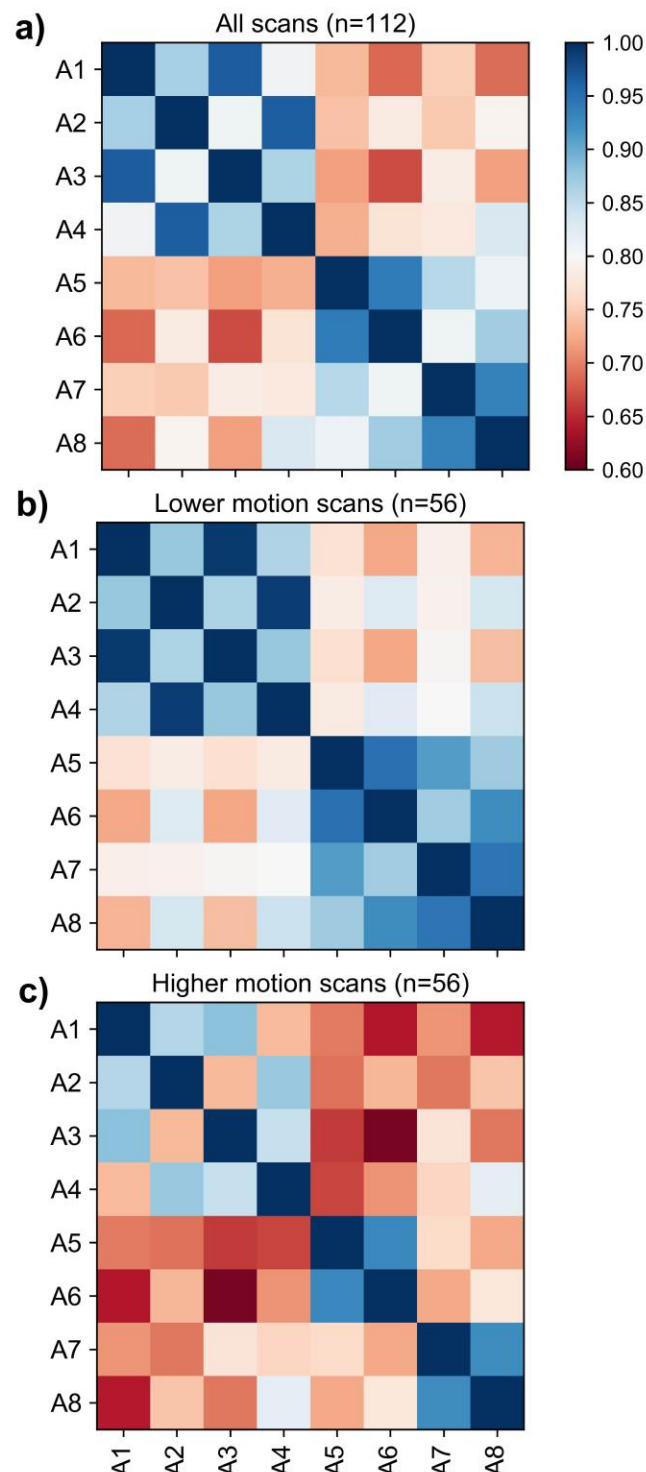 a) All scans (n=112)
A1
A2
A3
A4
A5
A6
A7
A8
1.00
0.95
0.90
0.85
0.80
0.75
0.70
0.65
0.60
b) Lower motion scans (n=56)
A1
A2
A3
A4
A5
A6
A7
A8
c) Higher motion scans (n=56)
A1
A2
A3
A4
A5
A6
A7
A8
A1 A2 A3 A4 A5 A6 A7 A8